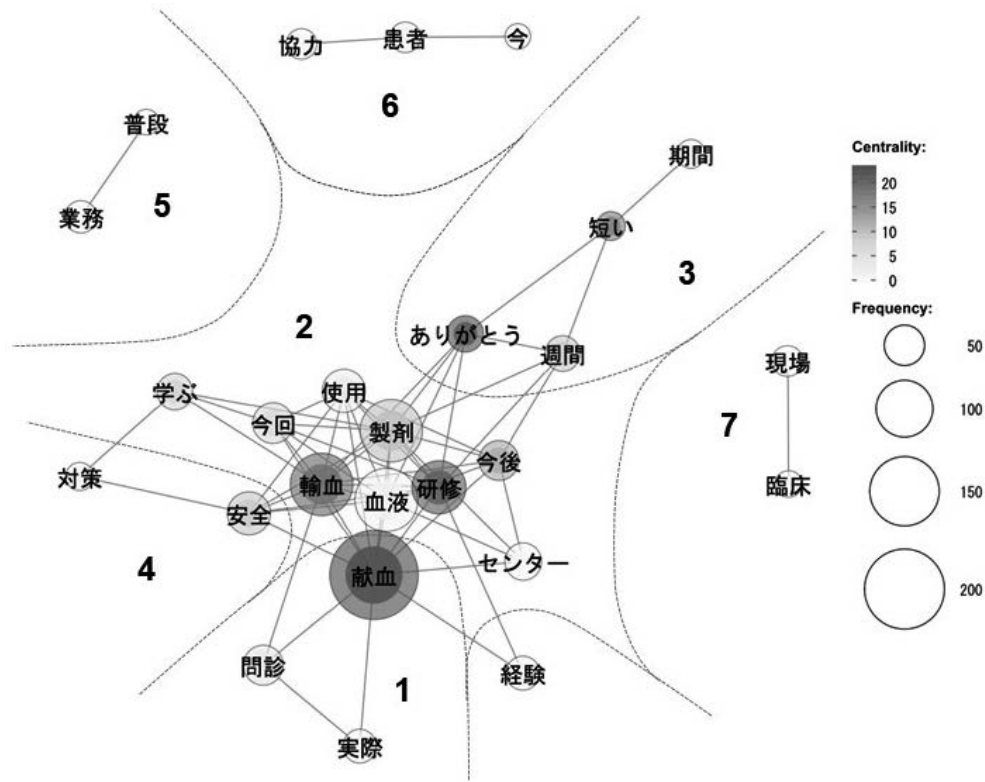 協力
患者
今
6
普段
5
業務
期間
短い
3
2
ありがとう
週間
学ぶ
使用
今回
製剤
対策
輸血
血液
研修
今後
安全
4
センター
献血
問診
1
経験
実際
現場
7
臨床
Centrality:
20
15
10
5
0
Frequency:
50
100
150
200